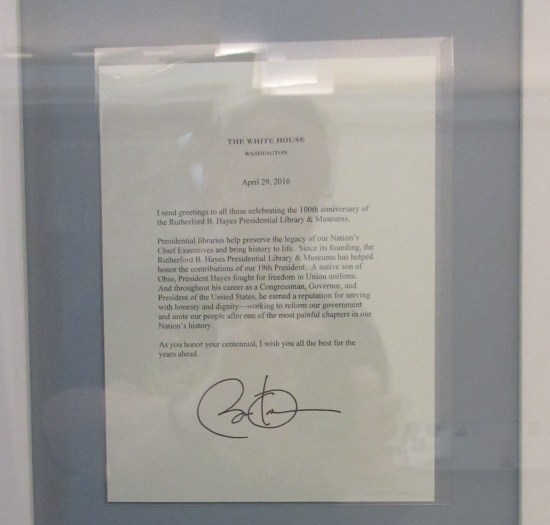 THE WHITE HOUSE
WASHINGTON
April 29, 2016
I send greetings to all those celebrating the 100th anniversary of
the Rutherford B. Hayes Presidential Library & Museums.
Presidential libraries help preserve the legacy of our Nation's
Chief Executives and bring history to life. Since its founding, the
Rutherford B. Hayes Presidential Library & Museums has helped
honor the contributions of our 19th President. A native son of
Ohio, President Hayes fought for freedom in Union uniform.
And throughout his career as a Congressman, Governor, and
President of the United States, he earned a reputation for serving
with honesty and dignity—working to reform our government
and unite our people after one of the most painful chapters in our
Nation's history.
As you honor your centennial, I wish you all the best for the
years ahead.